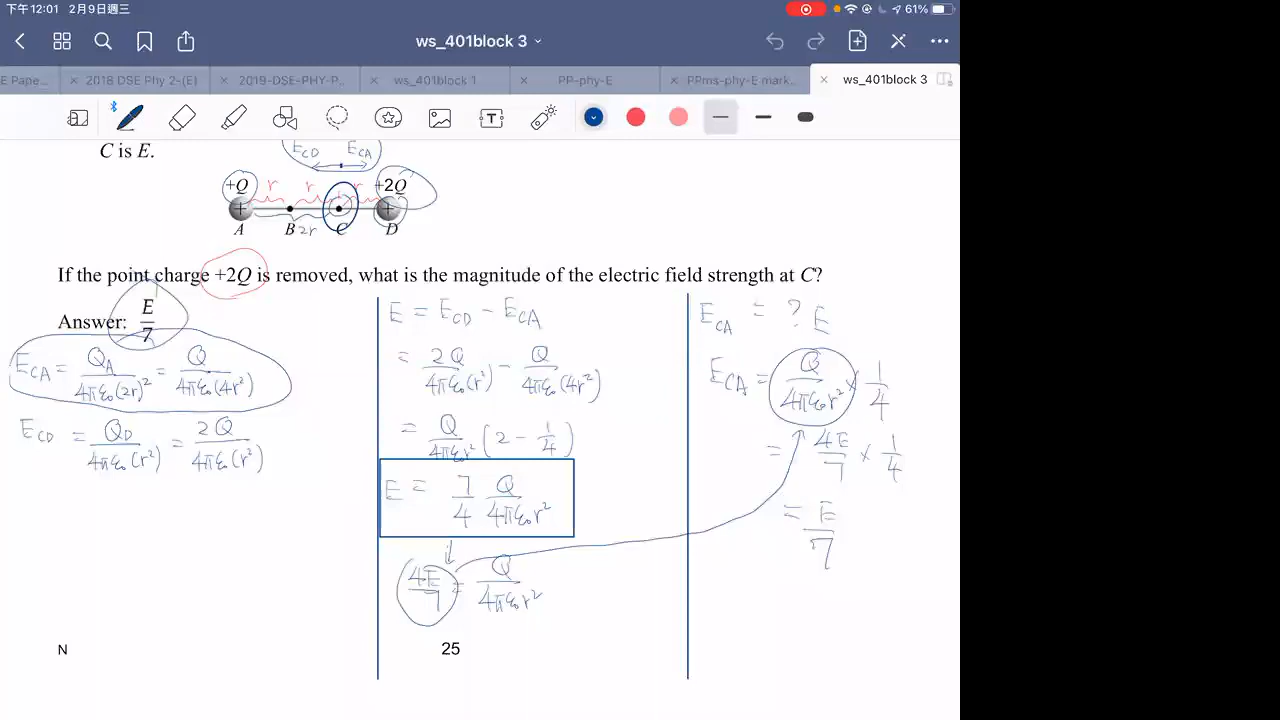 下午12:01 2月9日週三
61%
ws_401block 3
E Pape... 2018 DSE Phy 2-(E) 2019-DSE-PHY-P... ws_401block 1 PP-phy-E PPms-phy-E mark... ws_401block 3
T
C is E.
E_CD E_CA
+Q r r r +2Q
A B 2r C D
If the point charge +2Q is removed, what is the magnitude of the electric field strength at C?
Answer: E/7
E_CA = Q_A/4πε₀(2r)² = Q/4πε₀(4r²)
E_CD = Q_D/4πε₀(r²) = 2Q/4πε₀(r²)
E = E_CD - E_CA
= 2Q/4πε₀(r²) - Q/4πε₀(4r²)
= Q/4πε₀r² (2 - 1/4)
E = 7/4 Q/4πε₀r²
4E/7 = Q/4πε₀r²
E_CA = ? E
E_CA = Q/4πε₀r² × 1/4
= 4E/7 × 1/4
= E/7
N 25